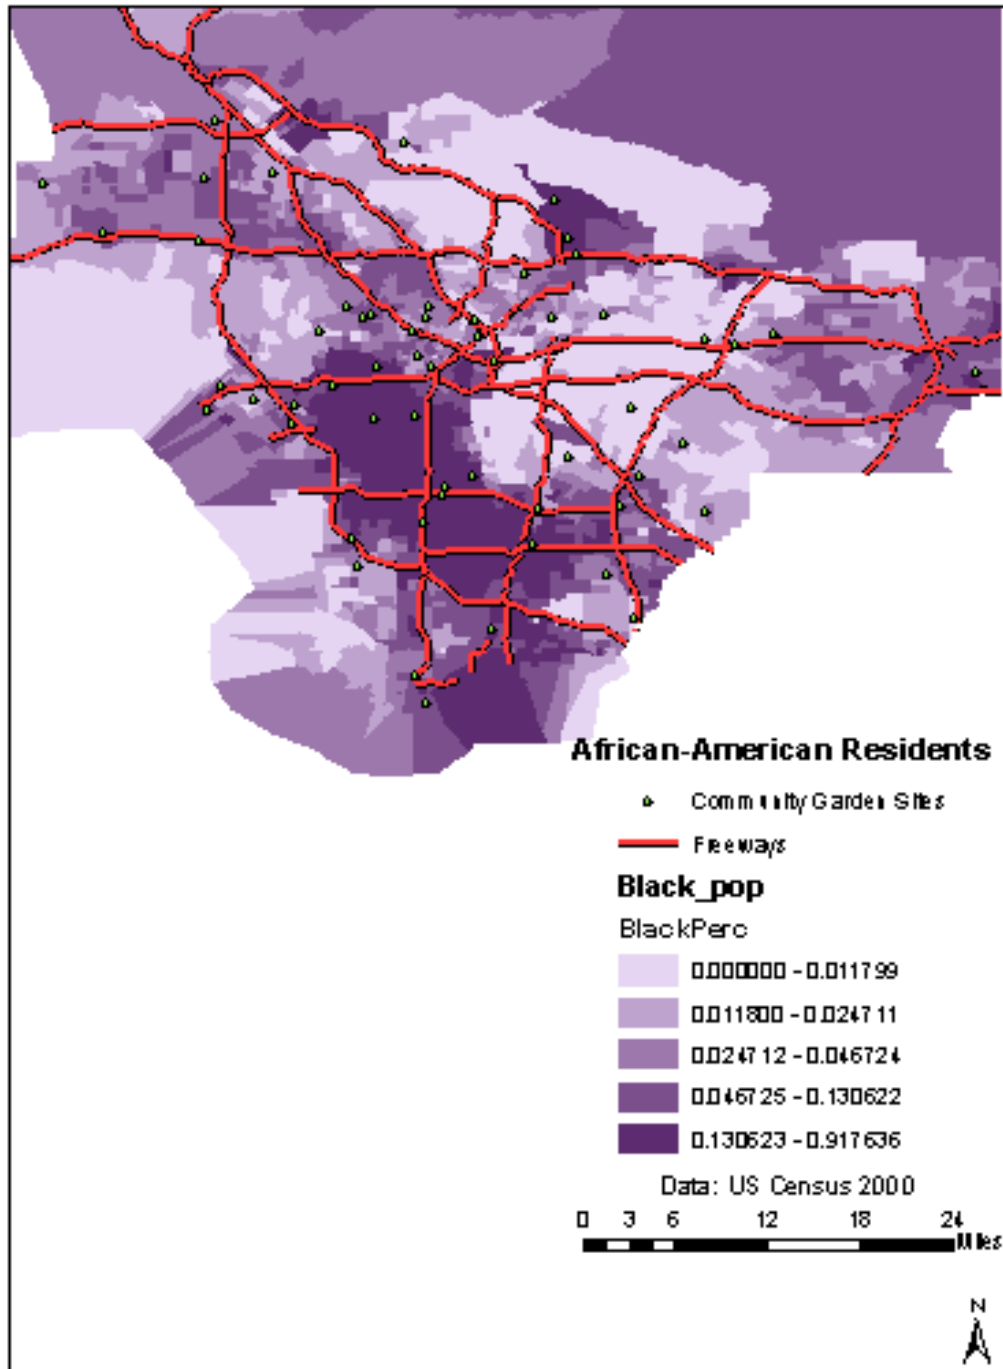 African-American Residents
Community Garden Sites
Freeways
Black_pop
BlackPerc
0.000000 - 0.011799
0.011800 - 0.024711
0.024712 - 0.046724
0.046725 - 0.130622
0.130623 - 0.917636
Data: US Census 2000
0 3 6 12 18 24
Miles
N